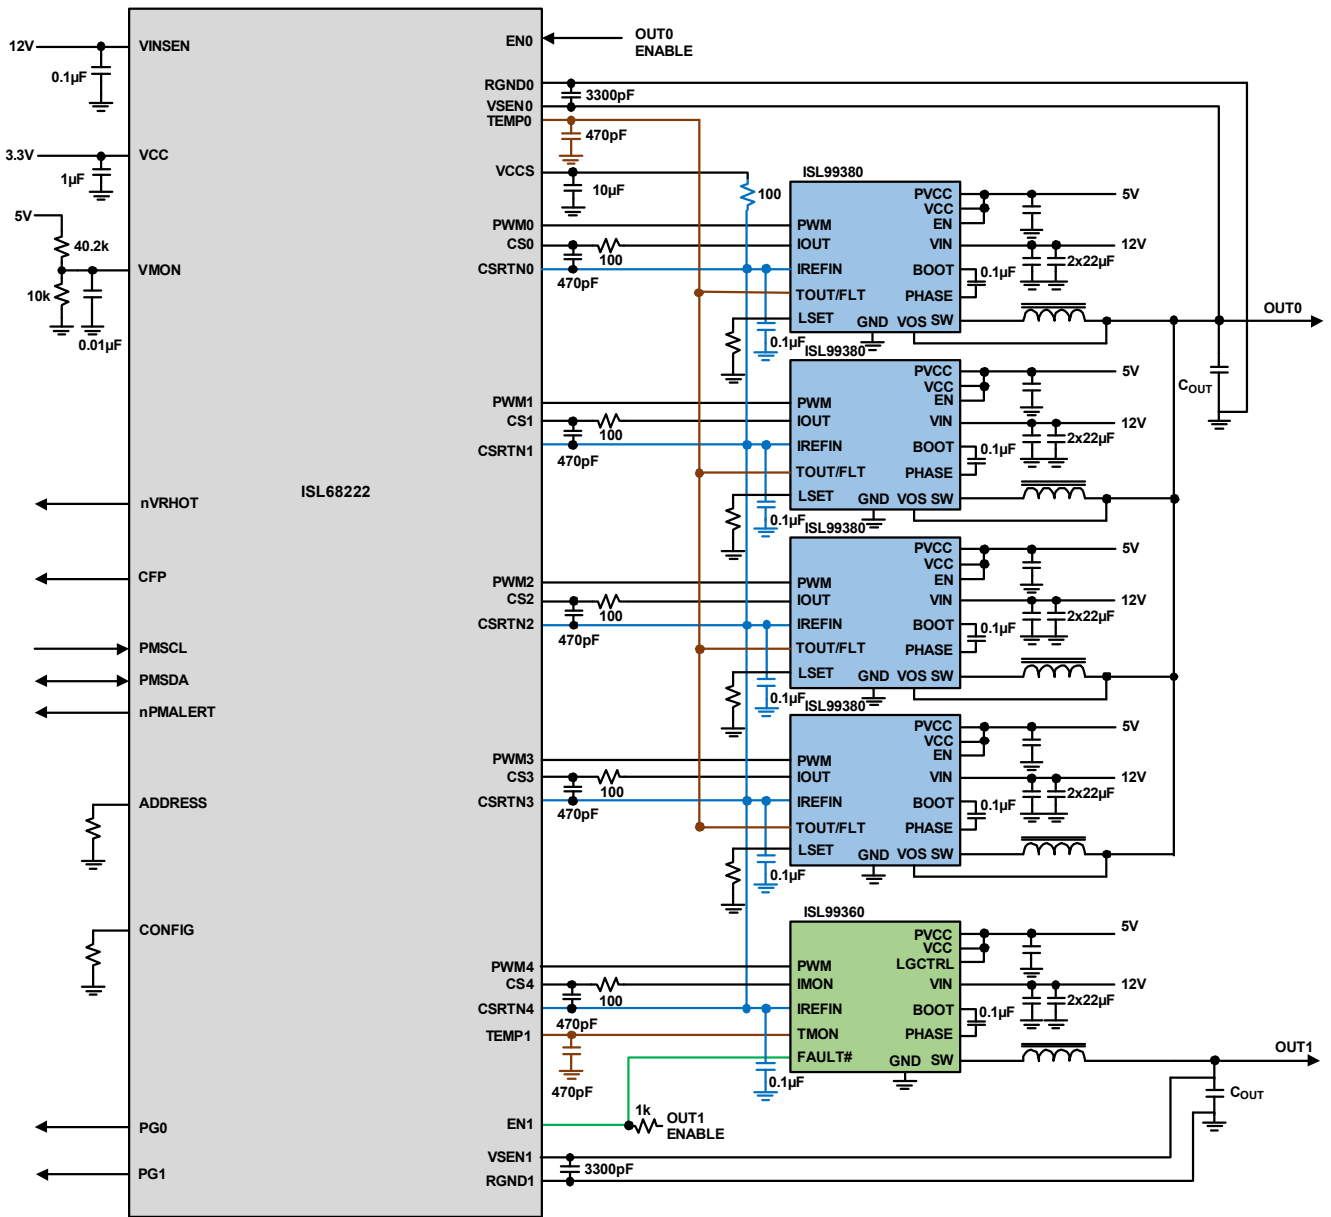 12V
VINSEN
0.1µF
3.3V
VCC
1µF
5V
40.2k
VMON
10k
0.01µF
nVRHOT
CFP
PMSCL
PMSDA
nPMALERT
ADDRESS
CONFIG
PG0
PG1
ISL68222
EN0
OUT0
ENABLE
RGND0
3300pF
VSEN0
TEMP0
470pF
VCCS
10µF
100
PWM0
CS0
100
CSRTN0
470pF
ISL99380
PWM
IOUT
IREFIN
TOUT/FLT
LSET
GND
VOS SW
PVCC
VCC
EN
VIN
BOOT
PHASE
5V
12V
2x22µF
0.1µF
0.1µF
OUT0
COUT
PWM1
CS1
100
CSRTN1
470pF
ISL99380
PWM
IOUT
IREFIN
TOUT/FLT
LSET
GND
VOS SW
PVCC
VCC
EN
VIN
BOOT
PHASE
5V
12V
2x22µF
0.1µF
0.1µF
PWM2
CS2
100
CSRTN2
470pF
ISL99380
PWM
IOUT
IREFIN
TOUT/FLT
LSET
GND
VOS SW
PVCC
VCC
EN
VIN
BOOT
PHASE
5V
12V
2x22µF
0.1µF
0.1µF
PWM3
CS3
100
CSRTN3
470pF
ISL99380
PWM
IOUT
IREFIN
TOUT/FLT
LSET
GND
VOS SW
PVCC
VCC
EN
VIN
BOOT
PHASE
5V
12V
2x22µF
0.1µF
0.1µF
PWM4
CS4
100
CSRTN4
470pF
TEMP1
470pF
ISL99360
PWM
IMON
IREFIN
TMON
FAULT#
GND
SW
PVCC
VCC
LGCTRL
VIN
BOOT
PHASE
5V
12V
2x22µF
0.1µF
0.1µF
OUT1
COUT
EN1
1k
OUT1
ENABLE
VSEN1
3300pF
RGND1